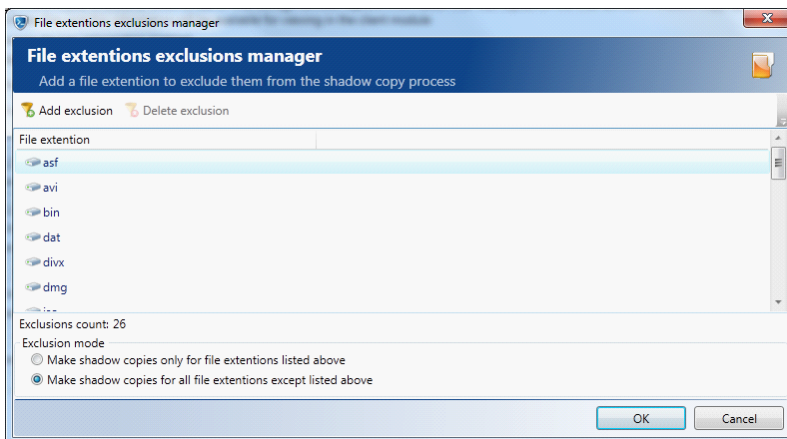 File extentions exclusions manager
File extentions exclusions manager
Add a file extention to exclude them from the shadow copy process
Add exclusion Delete exclusion
File extention
asf
avi
bin
dat
divx
dmg
Exclusions count: 26
Exclusion mode
Make shadow copies only for file extentions listed above
Make shadow copies for all file extentions except listed above
OK Cancel